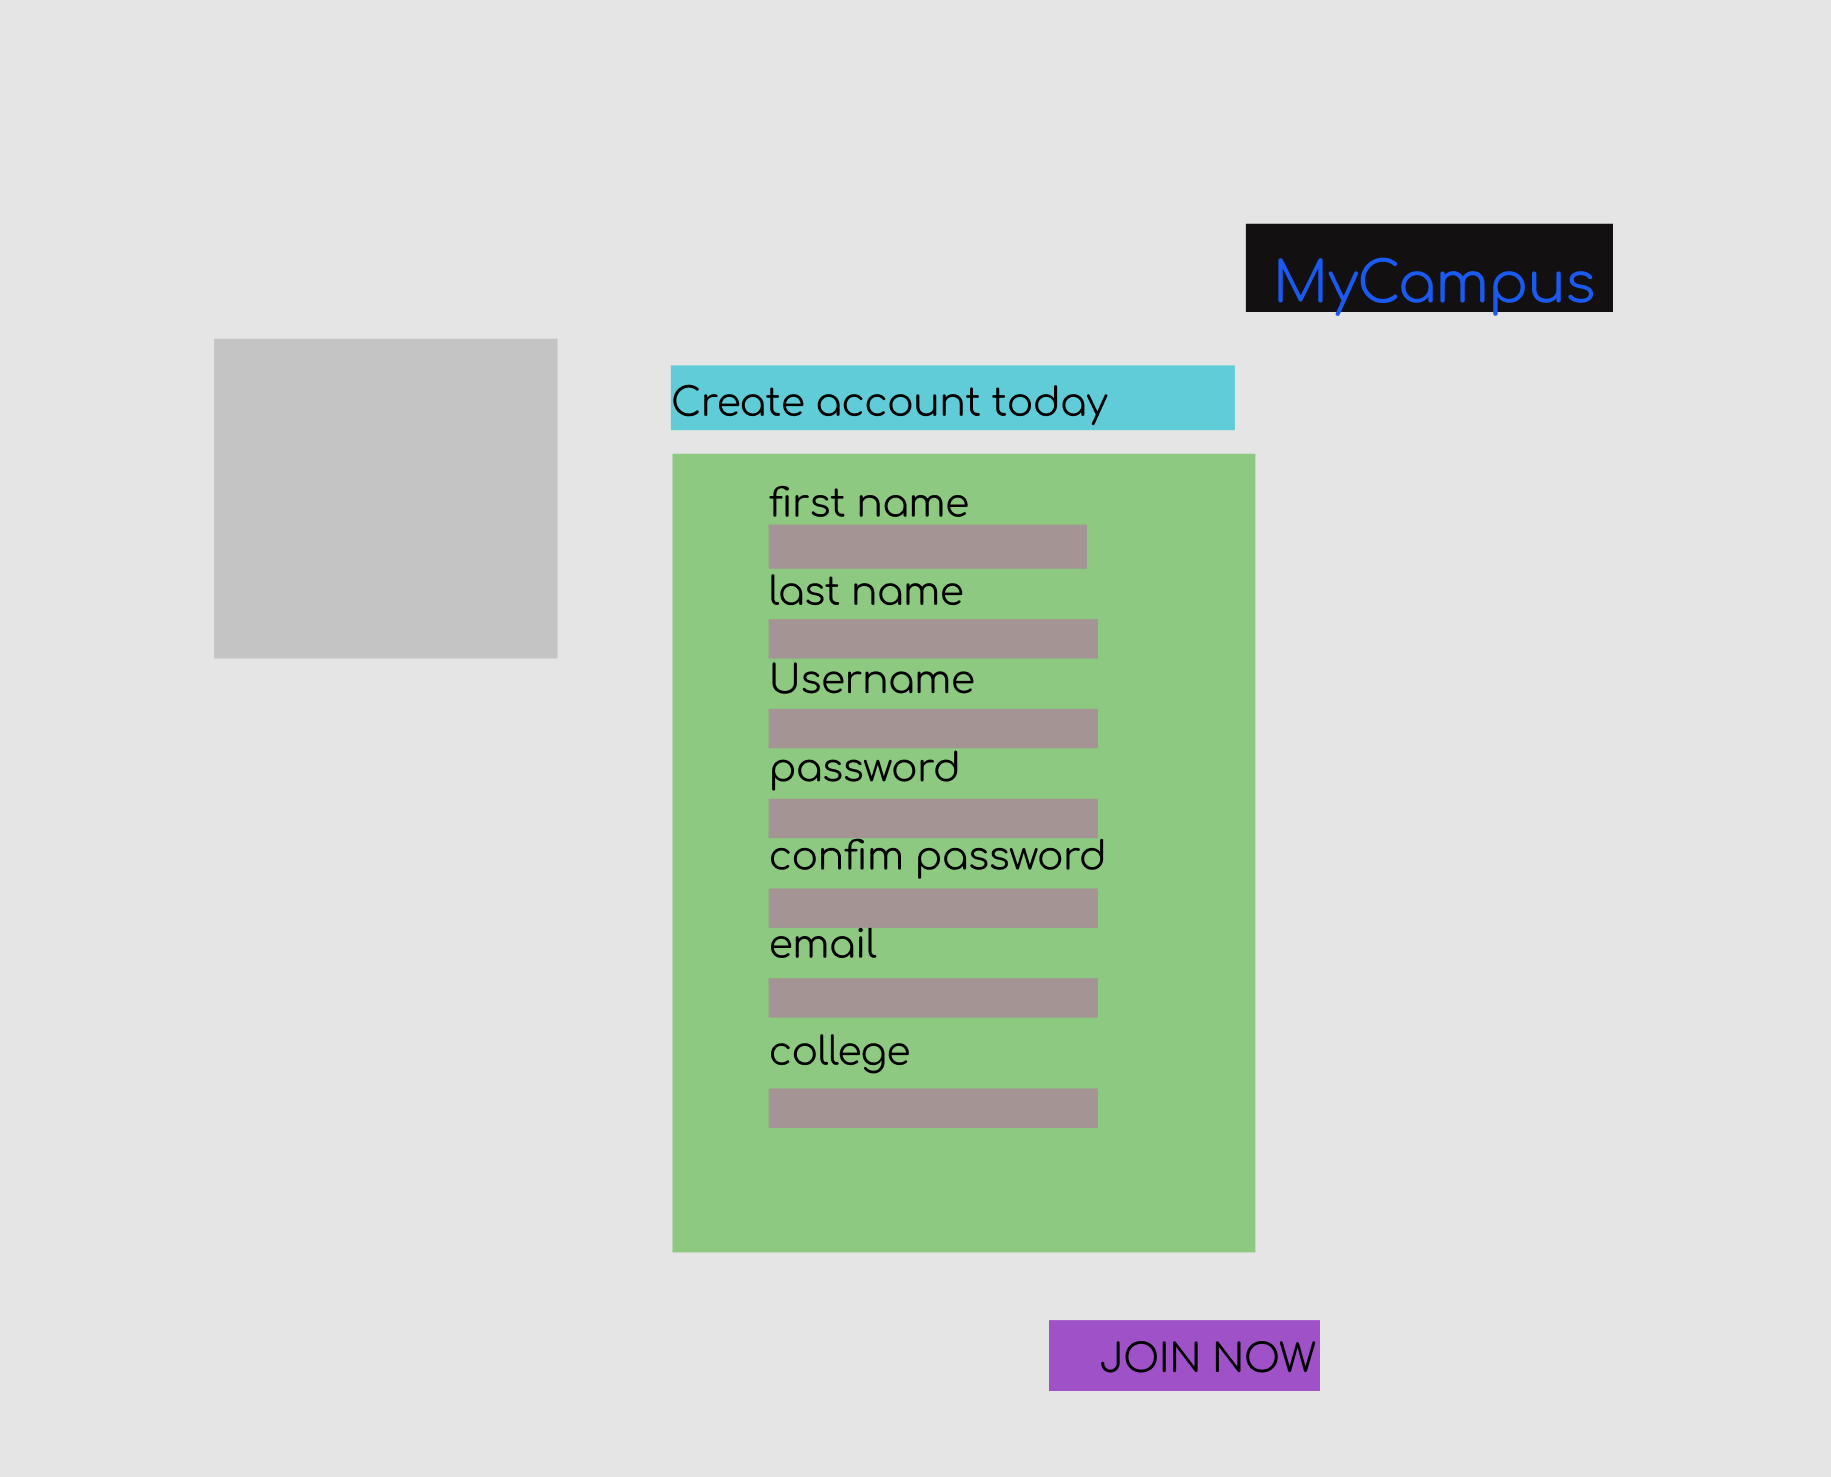 MyCampus
Create account today
first name
last name
Username
password
confim password
email
college
JOIN NOW